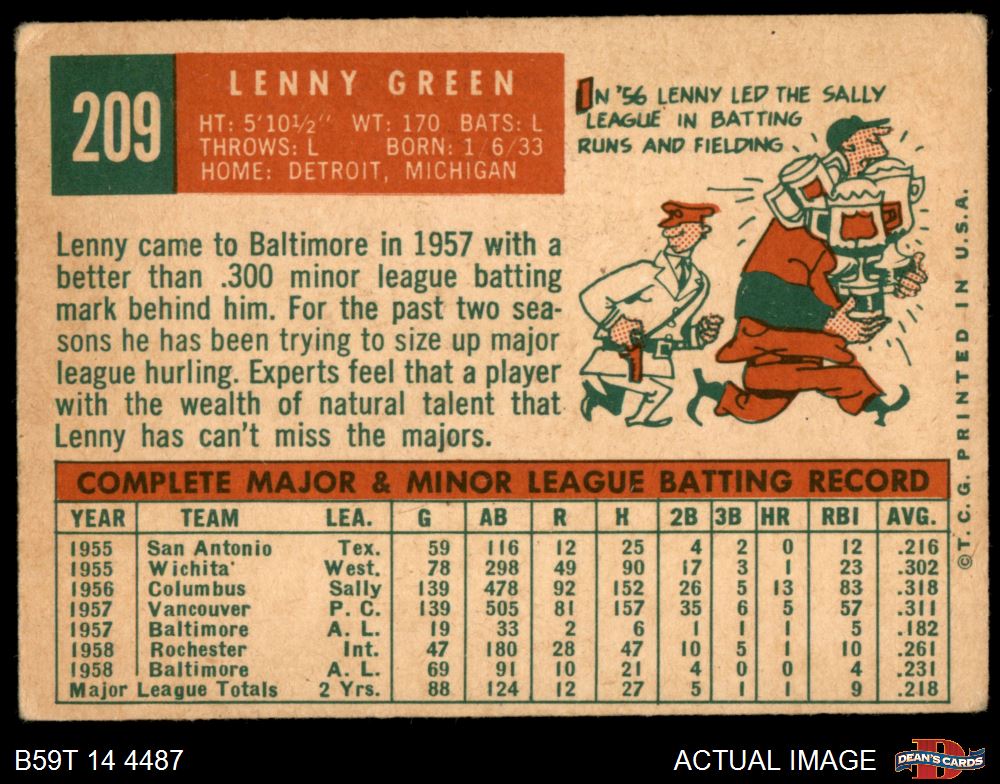 209
LENNY GREEN
HT: 5'10½" WT: 170 BATS: L
THROWS: L BORN: 1/6/33
HOME: DETROIT, MICHIGAN
IN '56 LENNY LED THE SALLY
LEAGUE IN BATTING
RUNS AND FIELDING.
Lenny came to Baltimore in 1957 with a
better than .300 minor league batting
mark behind him. For the past two sea-
sons he has been trying to size up major
league hurling. Experts feel that a player
with the wealth of natural talent that
Lenny has can't miss the majors.
COMPLETE MAJOR & MINOR LEAGUE BATTING RECORD
YEAR TEAM LEA. G AB R H 2B 3B HR RBI AVG.
1955 San Antonio Tex. 59 116 12 25 4 2 0 12 .216
1955 Wichita West. 78 298 49 90 17 3 1 23 .302
1956 Columbus Sally 139 478 92 152 26 5 13 83 .318
1957 Vancouver P. C. 139 505 81 157 35 6 5 57 .311
1957 Baltimore A. L. 19 33 2 6 1 1 1 5 .182
1958 Rochester Int. 47 180 28 47 10 5 1 10 .261
1958 Baltimore A. L. 69 91 10 21 4 0 0 4 .231
Major League Totals 2 Yrs. 88 124 12 27 5 1 1 9 .218
©T.C.G. PRINTED IN U.S.A.
B59T 14 4487
ACTUAL IMAGE
DEAN'S CARDS